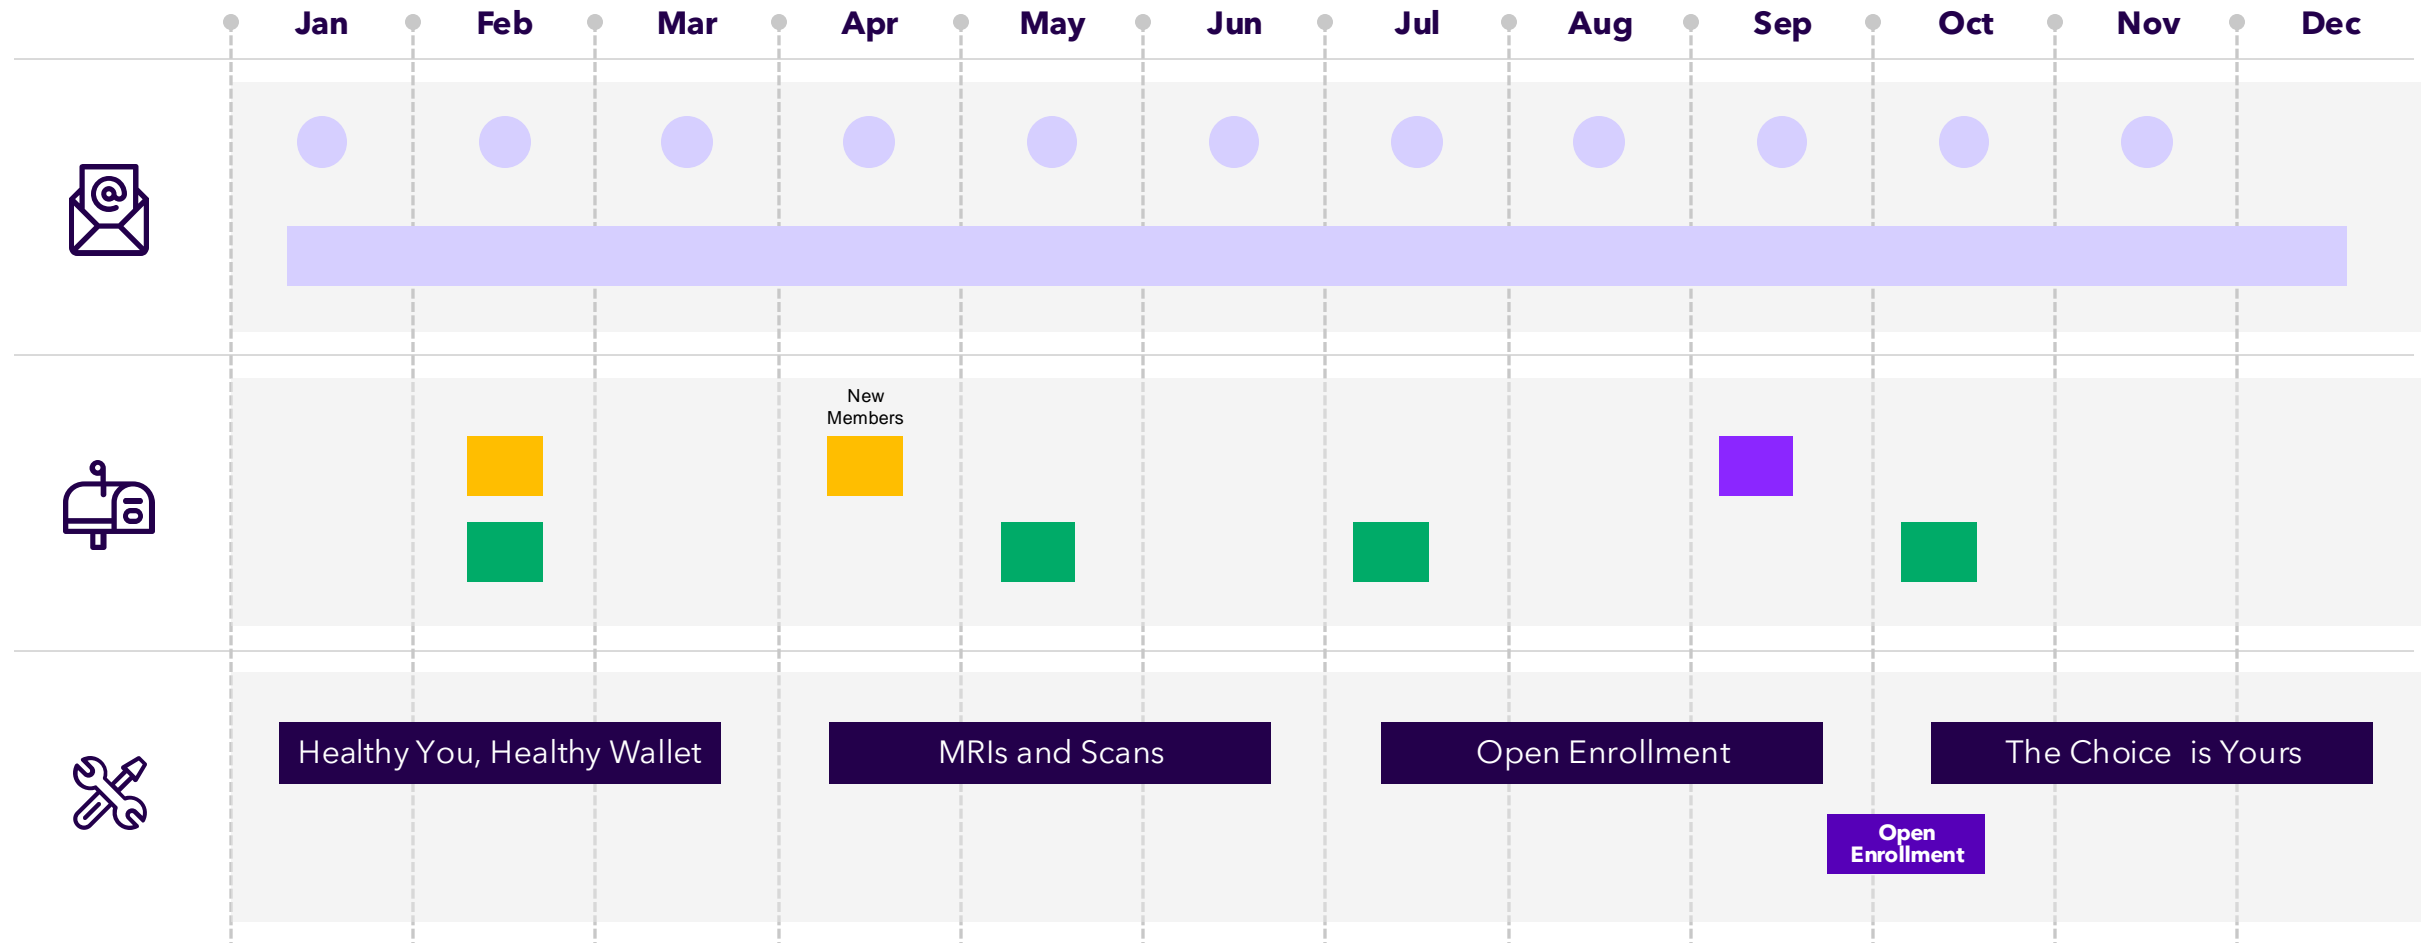 Jan Feb Mar Apr May Jun Jul Aug Sep Oct Nov Dec
New
Members
Healthy You, Healthy Wallet
MRIs and Scans
Open Enrollment
The Choice  is Yours
Open
Enrollment